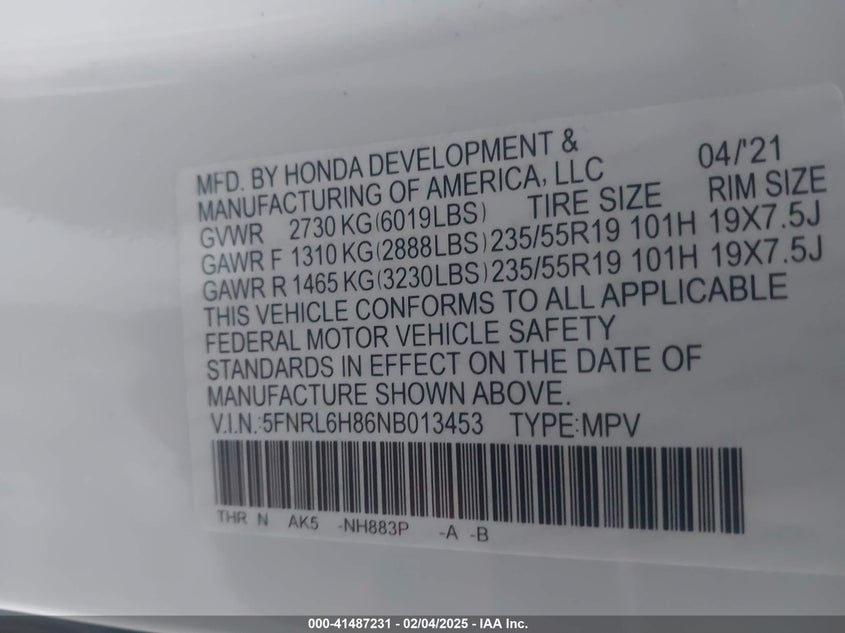 MFD. BY HONDA DEVELOPMENT & 04/'21
MANUFACTURING OF AMERICA, LLC
GVWR 2730 KG(6019LBS) TIRE SIZE RIM SIZE
GAWR F 1310 KG(2888LBS) 235/55R19 101H 19X7.5J
GAWR R 1465 KG(3230LBS) 235/55R19 101H 19X7.5J
THIS VEHICLE CONFORMS TO ALL APPLICABLE
FEDERAL MOTOR VEHICLE SAFETY
STANDARDS IN EFFECT ON THE DATE OF
MANUFACTURE SHOWN ABOVE.
V.I.N.:5FNRL6H86NB013453 TYPE:MPV
THR N AK5 -NH883P -A -B
000-41487231 - 02/04/2025 - IAA Inc.